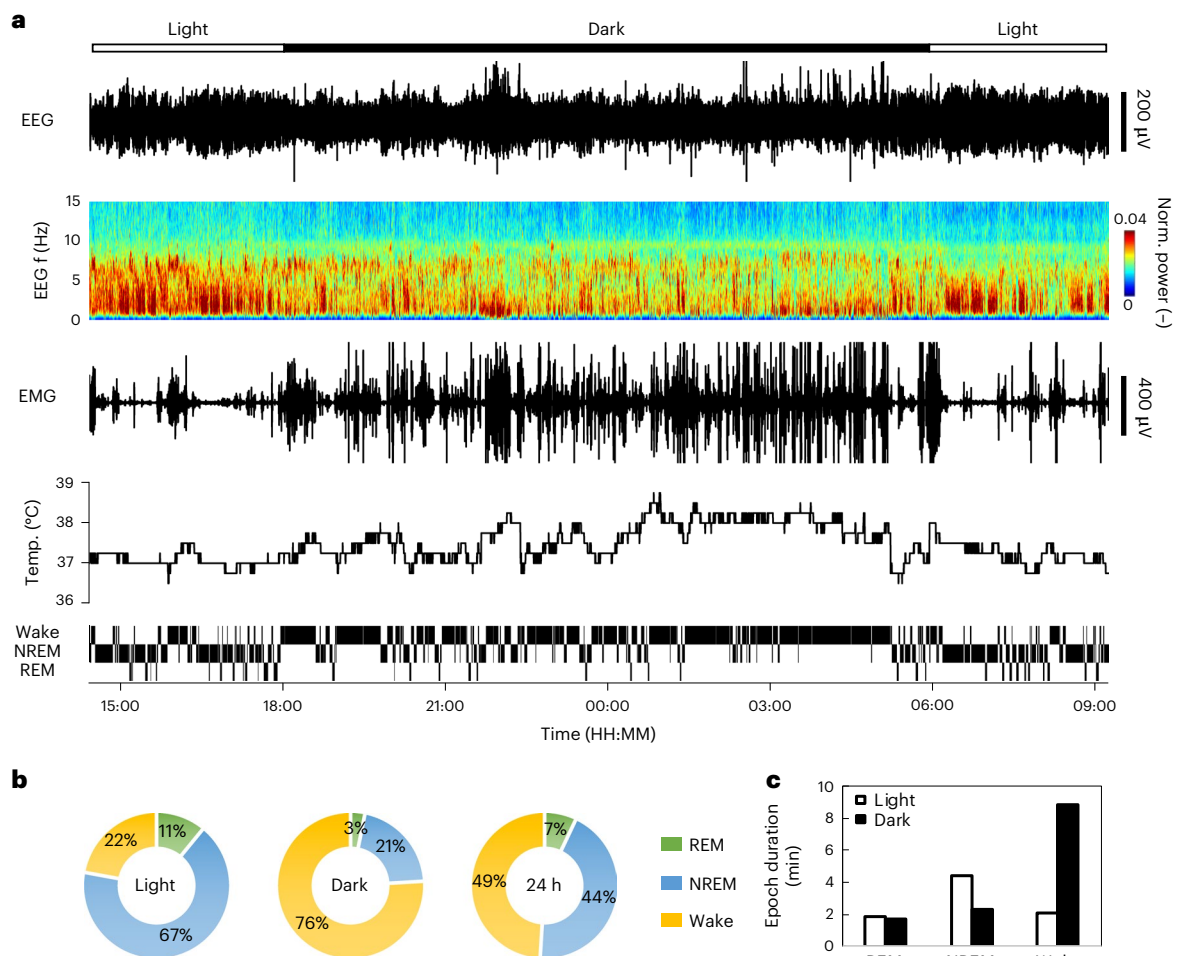 a
Light Dark Light
EEG
200 µV
15
10
5
0
EEG f (Hz)
0.04
0
Norm. power (–)
EMG
400 µV
39
38
37
36
Temp. (°C)
Wake
NREM
REM
15:00 18:00 21:00 00:00 03:00 06:00 09:00
Time (HH:MM)
b
22% 11%
Light
67%
3%
21%
Dark
76%
7%
49% 24 h 44%
REM
NREM
Wake
c
10
8
6
4
2
0
Epoch duration
(min)
Light
Dark